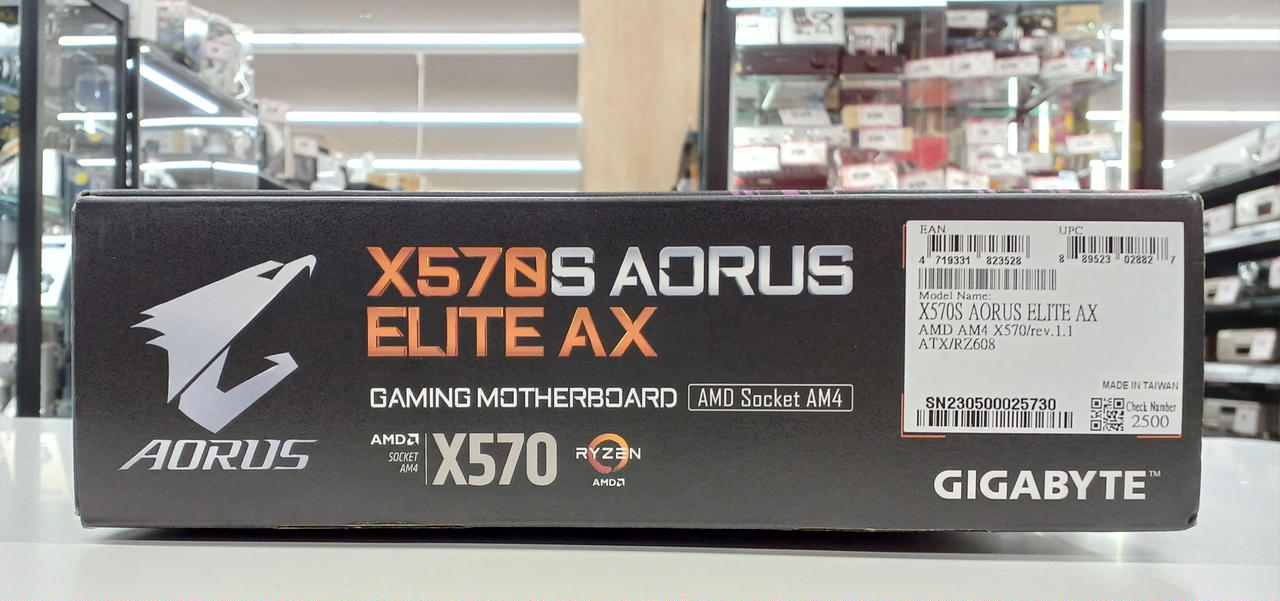 AORUS
X570S AORUS
ELITE AX
GAMING MOTHERBOARD AMD Socket AM4
AMD
SOCKET
AM4
X570
RYZEN
AMD
EAN UPC
4 719331 823528 8 89523 02882 7
Model Name:
X570S AORUS ELITE AX
AMD AM4 X570/rev.1.1
ATX/RZ608
MADE IN TAIWAN
SN230500025730
Check Number
2500
GIGABYTE™